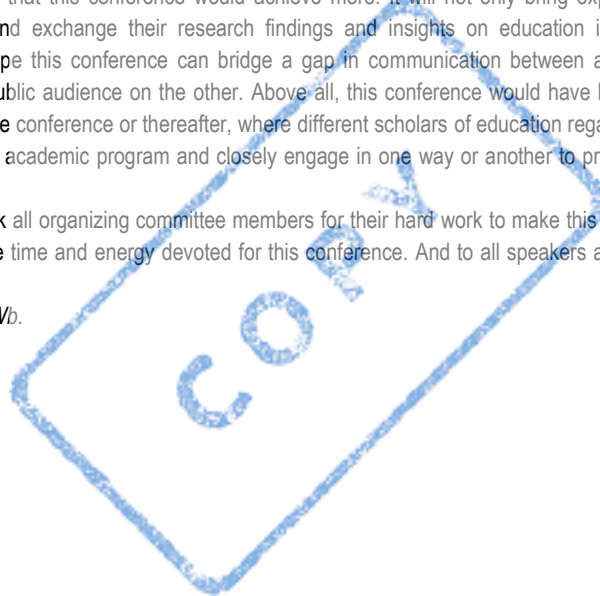 that this conference would achieve more. It will not only bring
nd exchange their research findings and insights on education
pe this conference can bridge a gap in communication between
ublic audience on the other. Above all, this conference would have
e conference or thereafter, where different scholars of education
academic program and closely engage in one way or another to
k all organizing committee members for their hard work to make this
e time and energy devoted for this conference. And to all speakers
Wb.
COPY